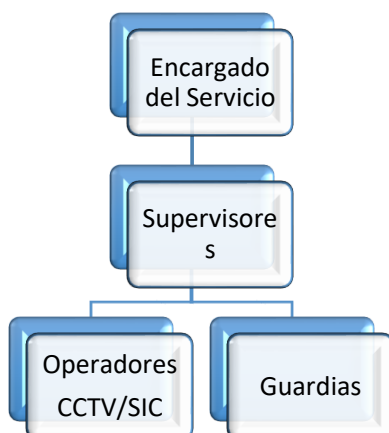 Encargado
del Servicio
Supervisore
s
Operadores
CCTV/SIC
Guardias